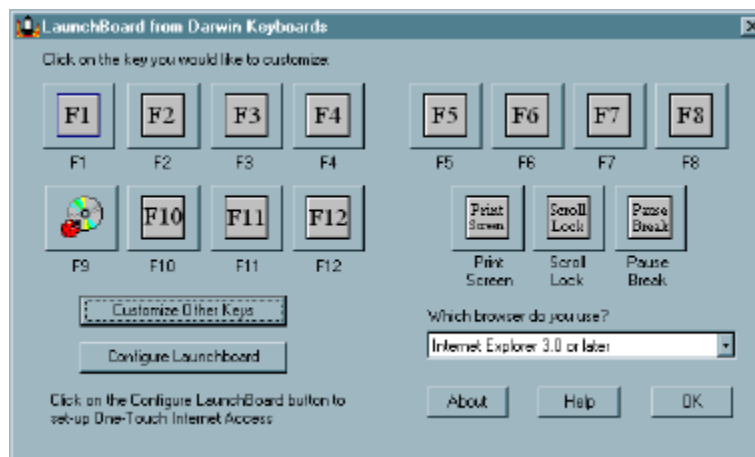 LaunchBoard from Darwin Keyboards
Click on the key you would like to customize:
F1 F2 F3 F4 F5 F6 F7 F8
F1 F2 F3 F4 F5 F6 F7 F8
F10 F11 F12 Print Screen Scroll Lock Pause Break
F9 F10 F11 F12 Print Screen Scroll Lock Pause Break
Customize Other Keys
Which browser do you use?
Internet Explorer 3.0 or later
Configure Launchboard
Click on the Configure LaunchBoard button to
set-up One-Touch Internet Access
About Help OK